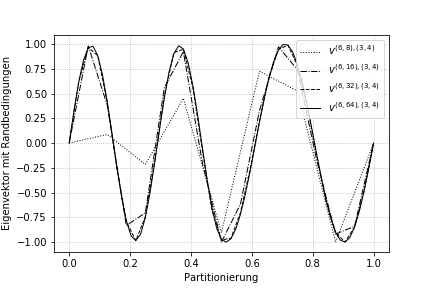 1.00
0.75
0.50
0.25
0.00
−0.25
−0.50
−0.75
−1.00
Eigenvektor mit Randbedingungen
v^(6, 8), (3, 4)
v^(6, 16), (3, 4)
v^(6, 32), (3, 4)
v^(6, 64), (3, 4)
0.0 0.2 0.4 0.6 0.8 1.0
Partitionierung